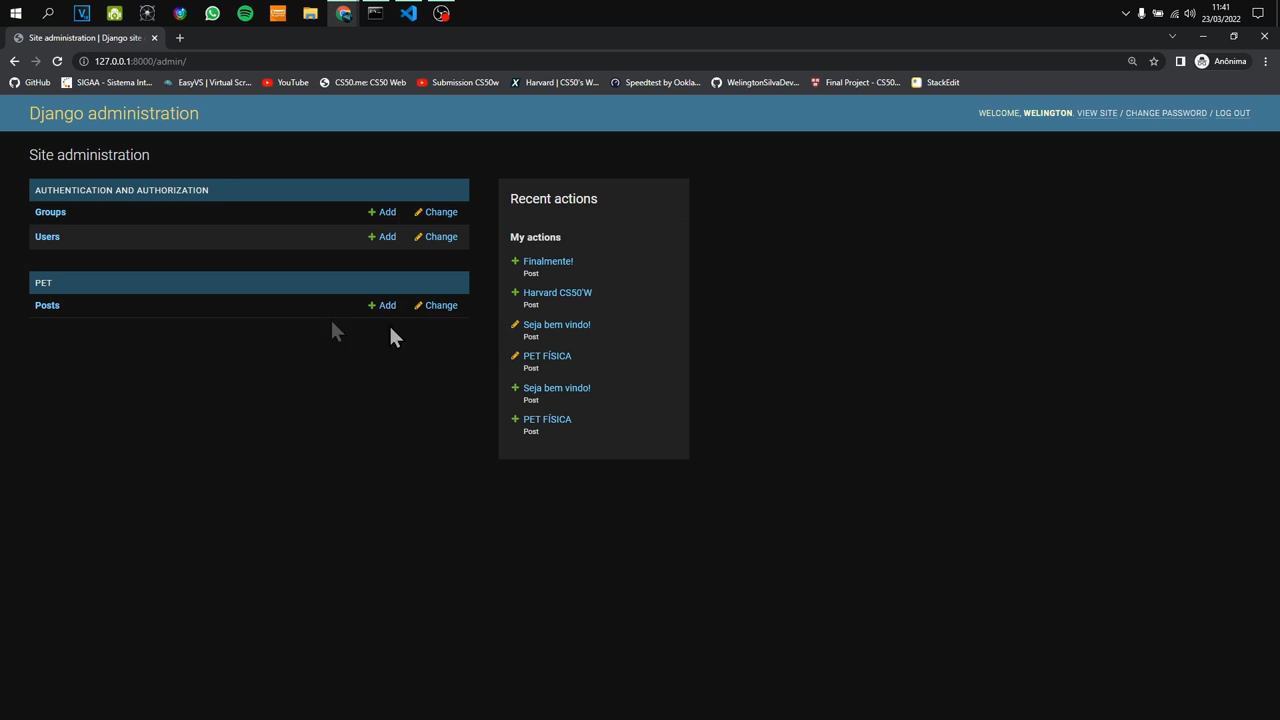 11:41
23/03/2022
Site administration | Django site
127.0.0.1:8000/admin/
Anônima
GitHub
SIGAA - Sistema Int...
EasyVS | Virtual Scr...
YouTube
CS50.me: CS50 Web
Submission CS50w
Harvard | CS50's W...
Speedtest by Ookla...
WelingtonSilvaDev...
Final Project - CS50...
StackEdit
Django administration
WELCOME, WELINGTON. VIEW SITE / CHANGE PASSWORD / LOG OUT
Site administration
AUTHENTICATION AND AUTHORIZATION
Groups Add Change
Users Add Change
PET
Posts Add Change
Recent actions
My actions
Finalmente!
Post
Harvard CS50'W
Post
Seja bem vindo!
Post
PET FÍSICA
Post
Seja bem vindo!
Post
PET FÍSICA
Post